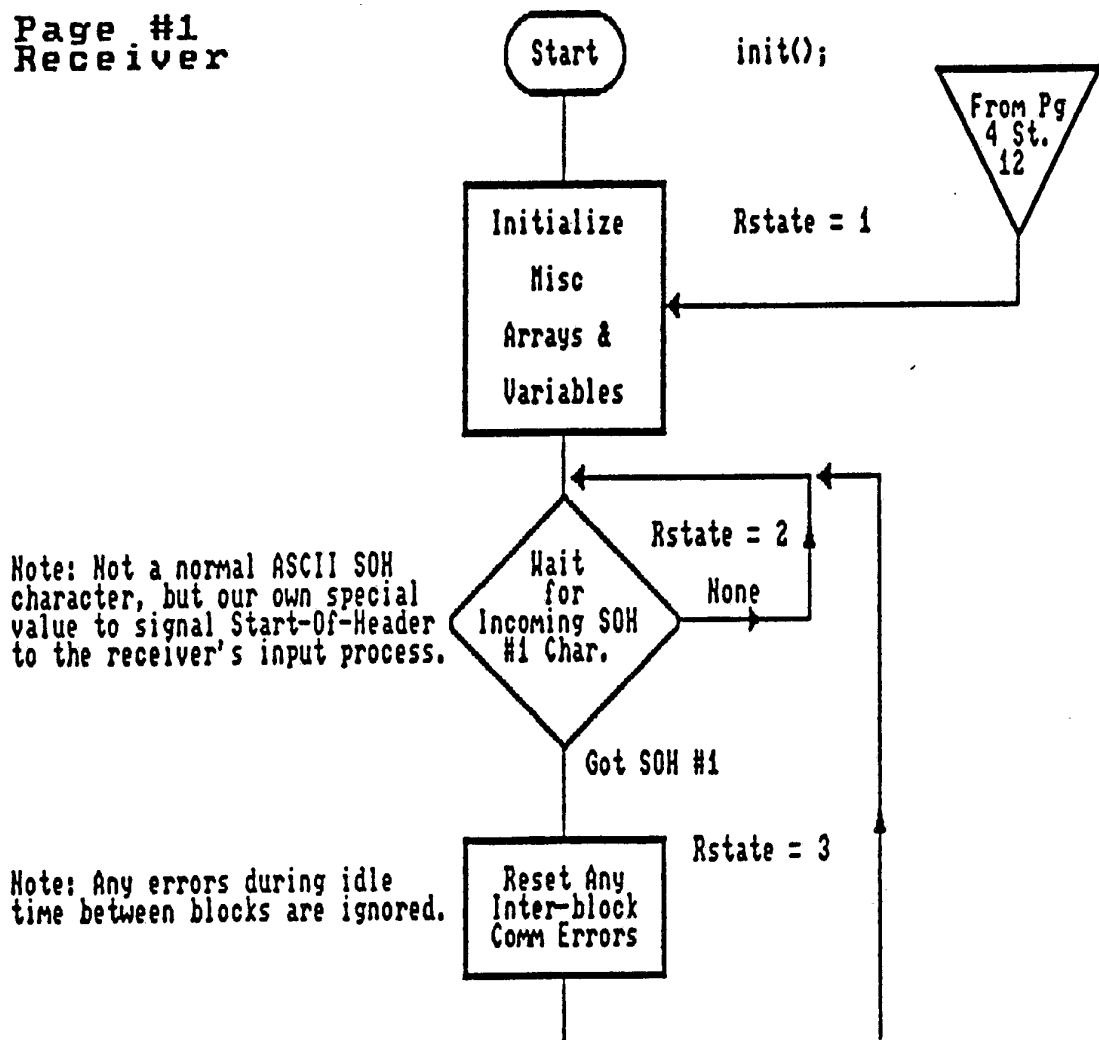 Page #1
Receiver
Start
init();
From Pg
4 St.
12
Initialize
Misc
Arrays &
Variables
Rstate = 1
Rstate = 2
Note: Not a normal ASCII SOH
character, but our own special
value to signal Start-Of-Header
to the receiver's input process.
Wait
for
Incoming SOH
#1 Char.
None
Got SOH #1
Rstate = 3
Note: Any errors during idle
time between blocks are ignored.
Reset Any
Inter-block
Comm Errors